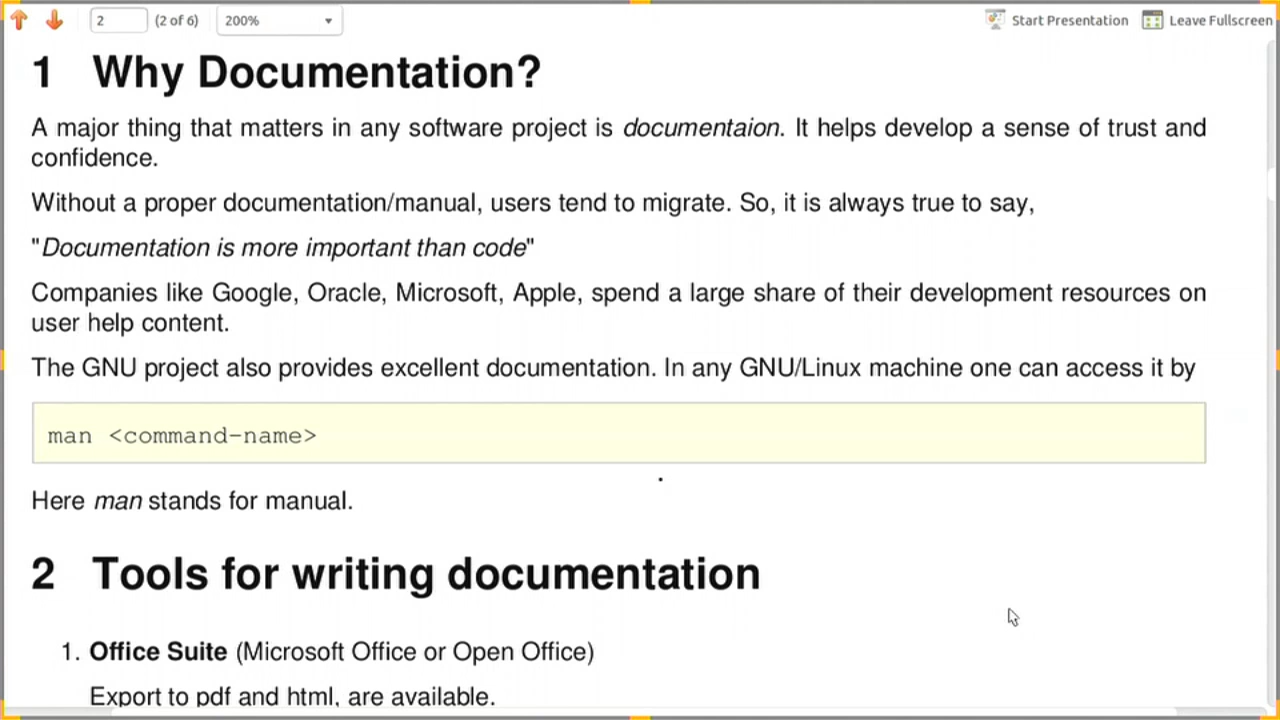 2 (2 of 6) 200% Start Presentation Leave Fullscreen
1 Why Documentation?
A major thing that matters in any software project is documentaion. It helps develop a sense of trust and
confidence.
Without a proper documentation/manual, users tend to migrate. So, it is always true to say,
"Documentation is more important than code"
Companies like Google, Oracle, Microsoft, Apple, spend a large share of their development resources on
user help content.
The GNU project also provides excellent documentation. In any GNU/Linux machine one can access it by
man <command-name>
Here man stands for manual.
2 Tools for writing documentation
1. Office Suite (Microsoft Office or Open Office)
Export to pdf and html, are available.